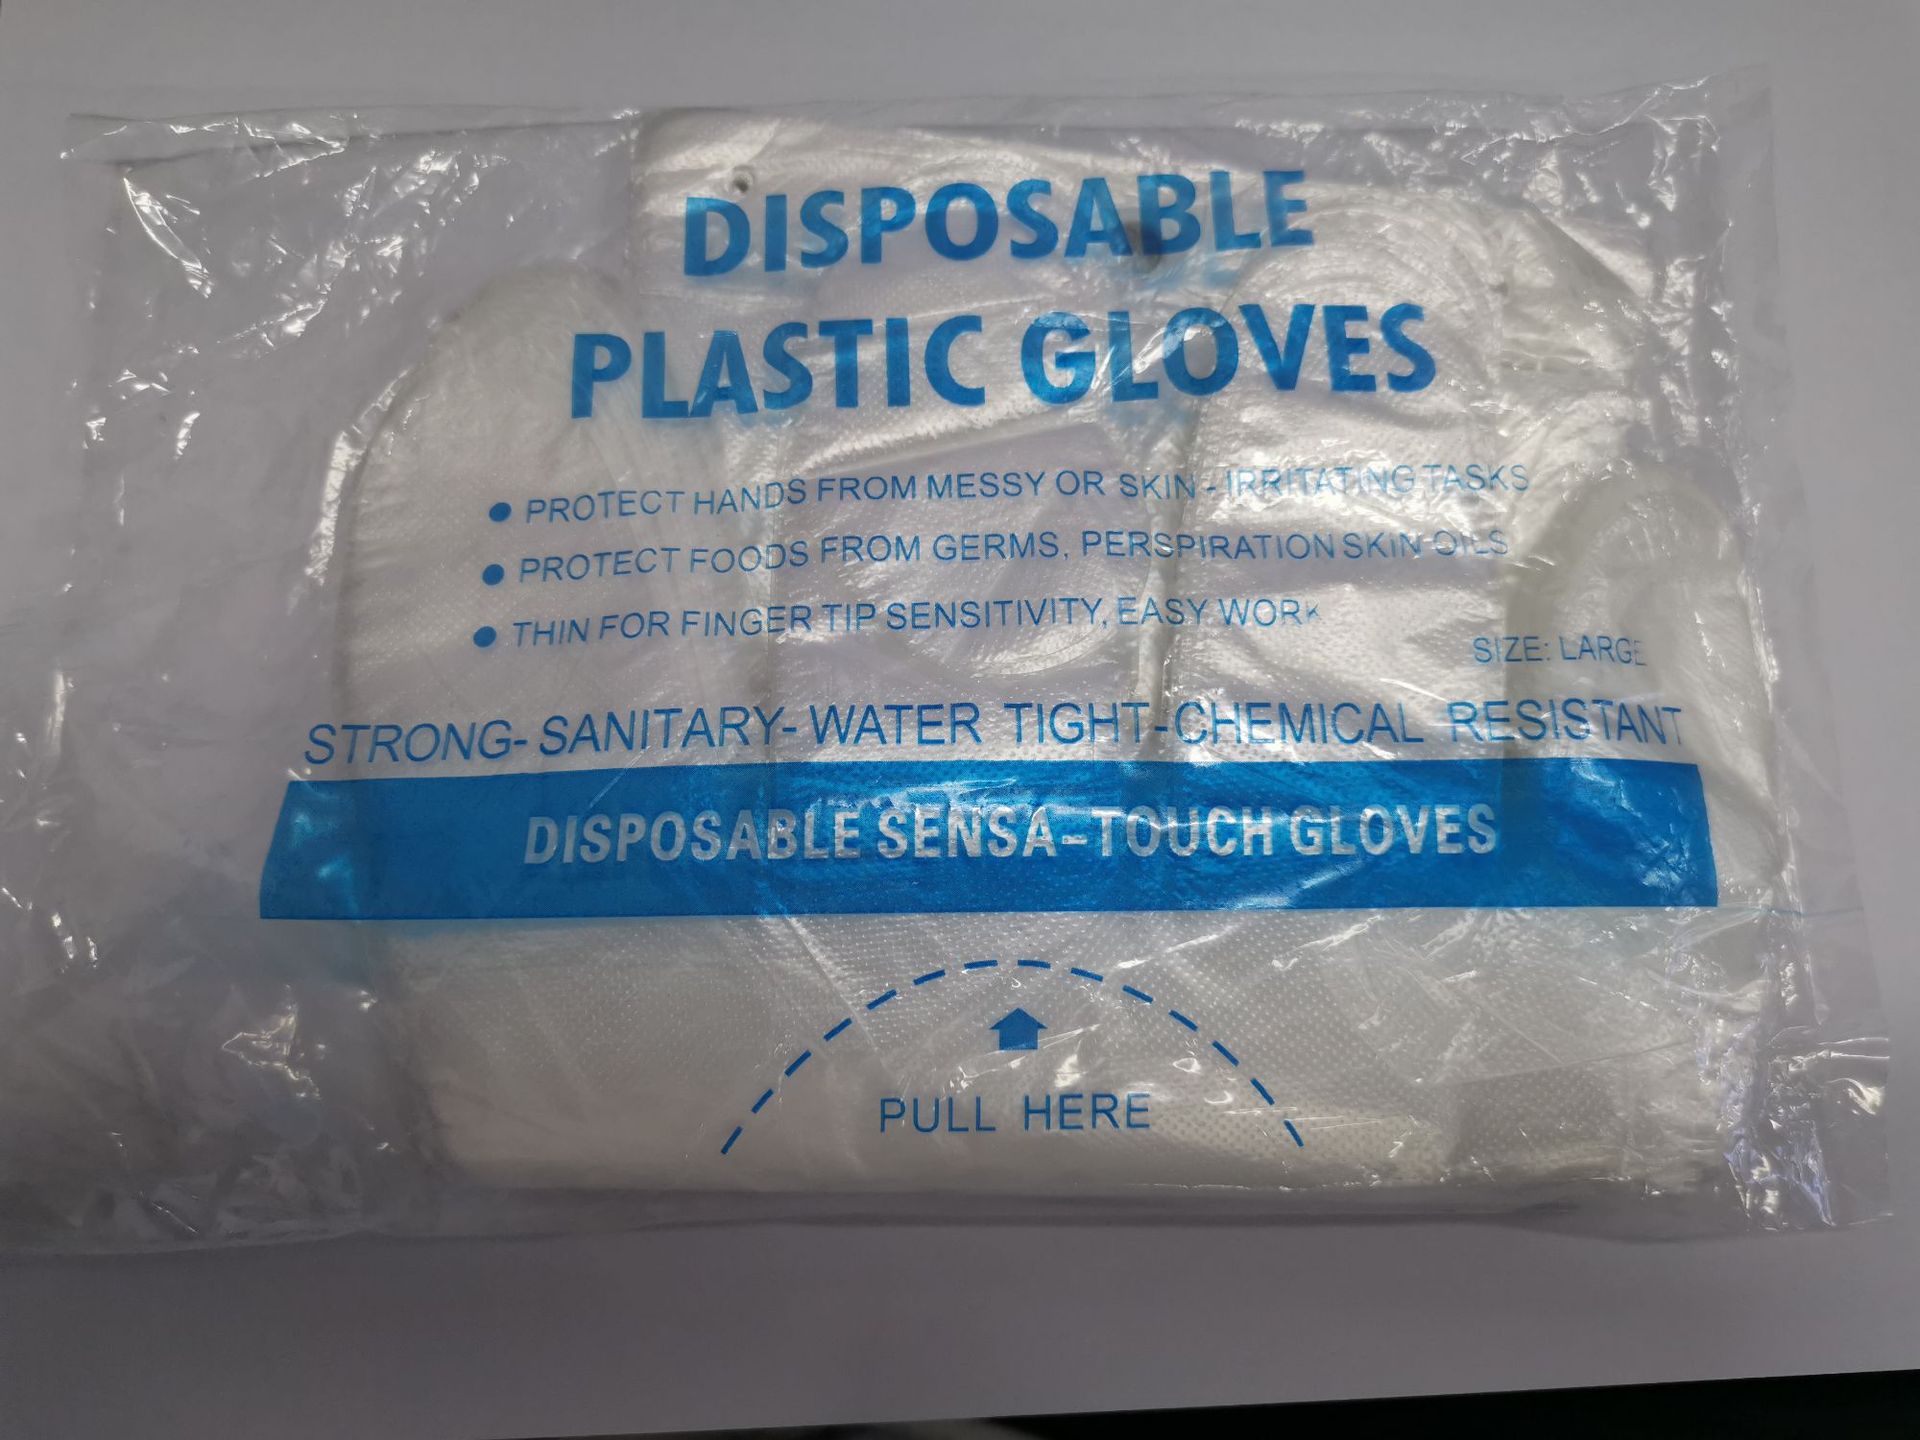 DISPOSABLE
PLASTIC GLOVES
● PROTECT HANDS FROM MESSY OR SKIN-IRRITATING TASKS
● PROTECT FOODS FROM GERMS, PERSPIRATION SKIN OILS
● THIN FOR FINGER TIP SENSITIVITY, EASY WORK
SIZE: LARGE
STRONG-SANITARY-WATER TIGHT-CHEMICAL RESISTANT
DISPOSABLE SENSA-TOUCH GLOVES
PULL HERE